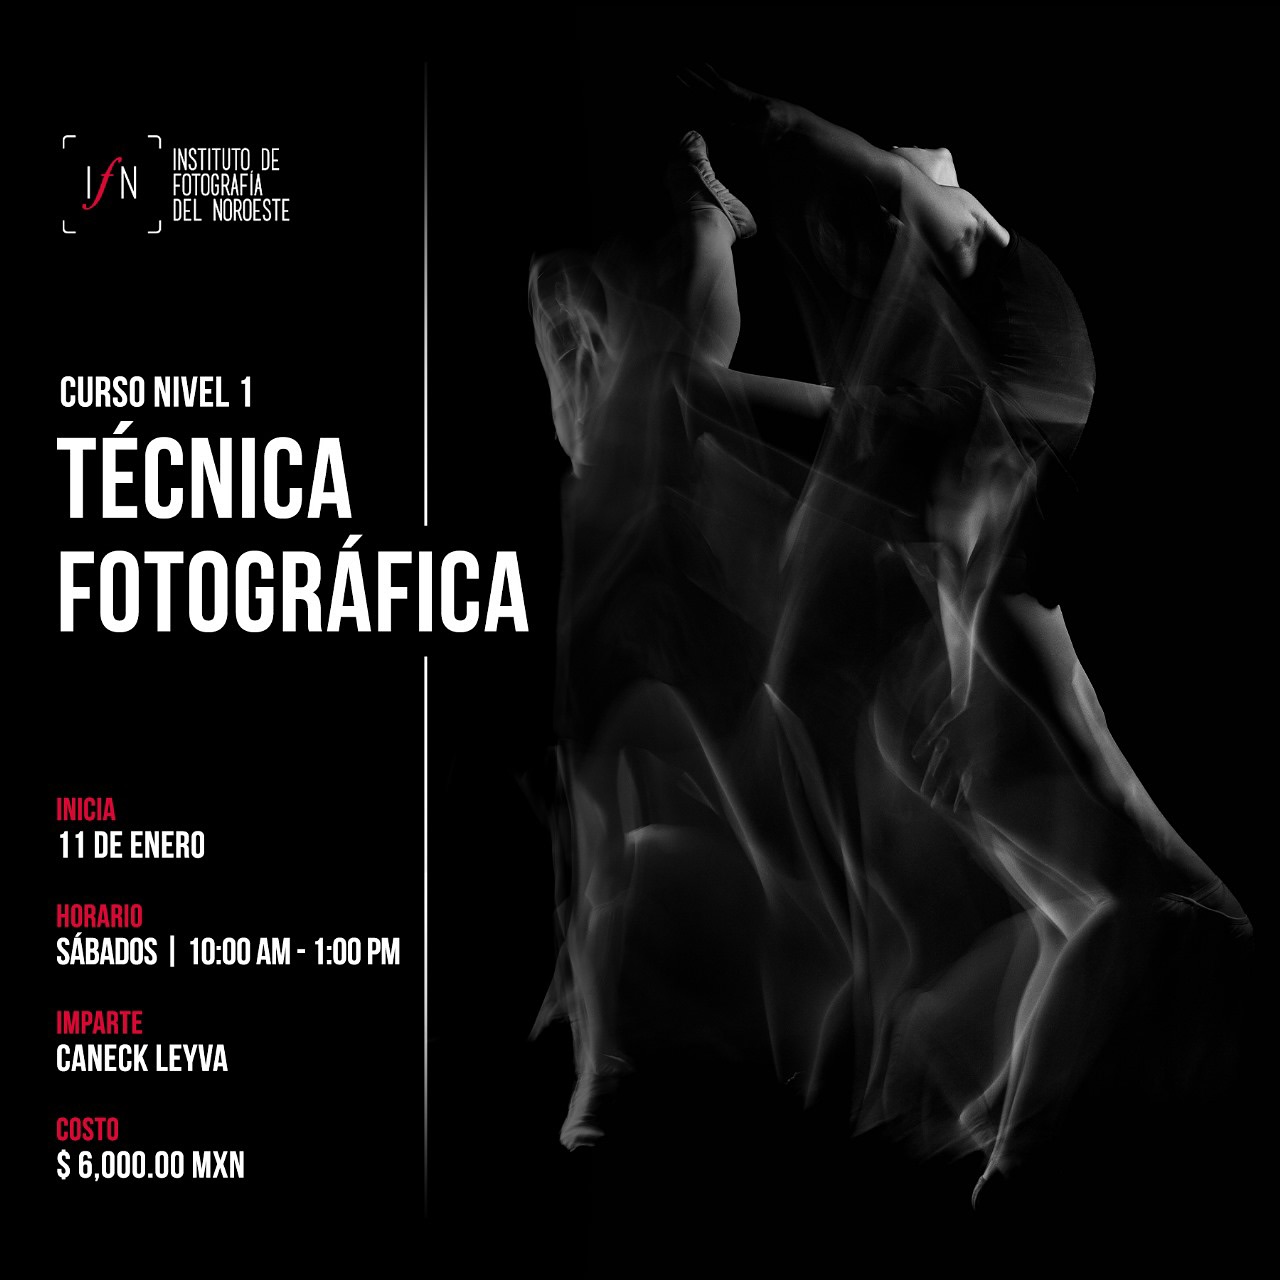 IfN
INSTITUTO DE
FOTOGRAFÍA
DEL NOROESTE
CURSO NIVEL 1
TÉCNICA
FOTOGRÁFICA
INICIA
11 DE ENERO
HORARIO
SÁBADOS | 10:00 AM - 1:00 PM
IMPARTE
CANECK LEYVA
COSTO
$ 6,000.00 MXN